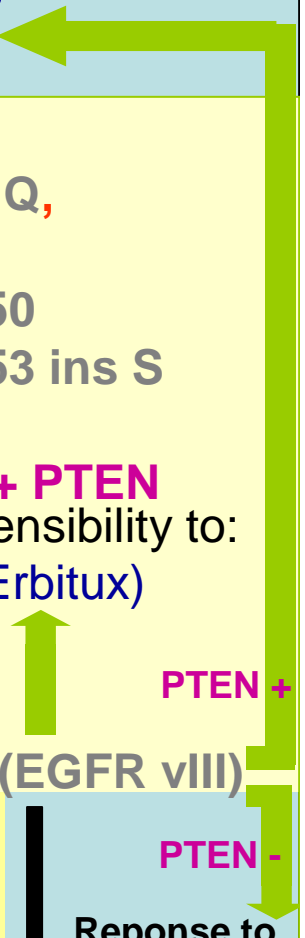 Q,
50
53 ins S
+ PTEN
ensibility to:
Erbitux)
PTEN +
(EGFR vIII)
PTEN -
Reponse to